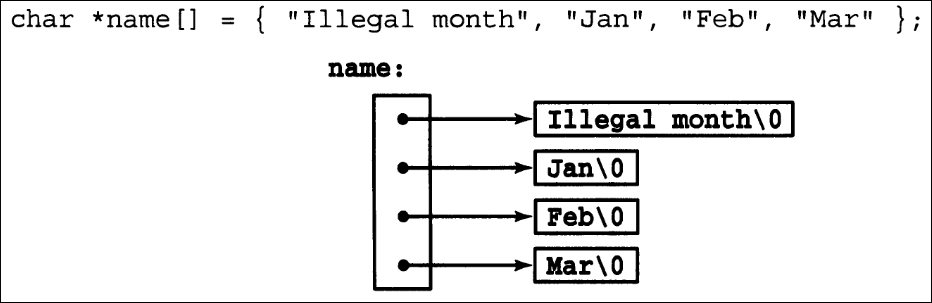 char *name[] = { "Illegal month", "Jan", "Feb", "Mar" };
name:
Illegal month\0
Jan\0
Feb\0
Mar\0